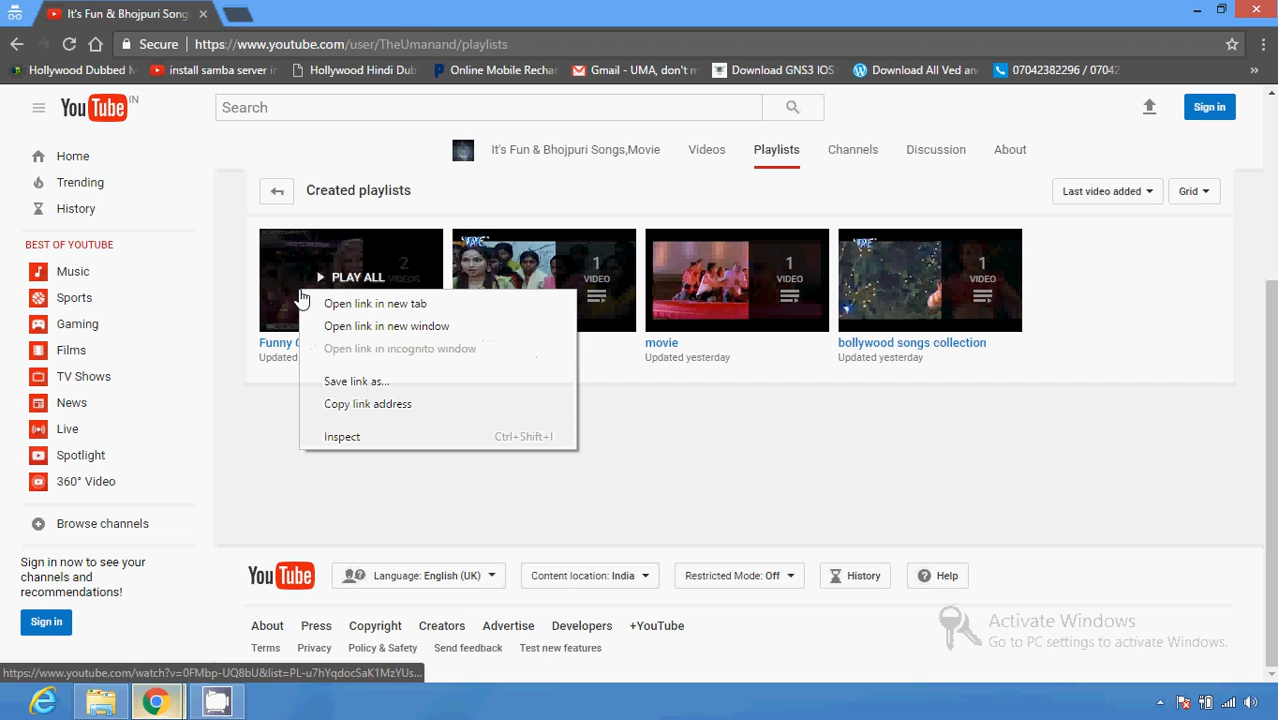 It's Fun & Bhojpuri Song
Secure
https://www.youtube.com/user/TheUmanand/playlists
Hollywood Dubbed M
install samba server in
Hollywood Hindi Dub
Online Mobile Rechar
Gmail - UMA, don't m
Download GNS3 IOS
Download All Ved and
07042382296 / 07042
»
YouTube IN
Search
Sign in
It's Fun & Bhojpuri Songs,Movie
Videos
Playlists
Channels
Discussion
About
Home
Trending
History
BEST OF YOUTUBE
Music
Sports
Gaming
Films
TV Shows
News
Live
Spotlight
360° Video
Browse channels
Sign in now to see your
channels and
recommendations!
Sign in
Created playlists
Last video added
Grid
PLAY ALL
2
VIDEOS
VIDEO
1
VIDEO
1
VIDEO
Funny
Updated
movie
Updated yesterday
bollywood songs collection
Updated yesterday
Open link in new tab
Open link in new window
Open link in incognito window
Save link as...
Copy link address
Inspect
Ctrl+Shift+I
YouTube
Language: English (UK)
Content location: India
Restricted Mode: Off
History
Help
About
Press
Copyright
Creators
Advertise
Developers
+YouTube
Terms
Privacy
Policy & Safety
Send feedback
Test new features
Activate Windows
Go to PC settings to activate Windows.
https://www.youtube.com/watch?v=0FMbp-UQ8bU&list=PL-u7hYqdocSaK1MzYUs...